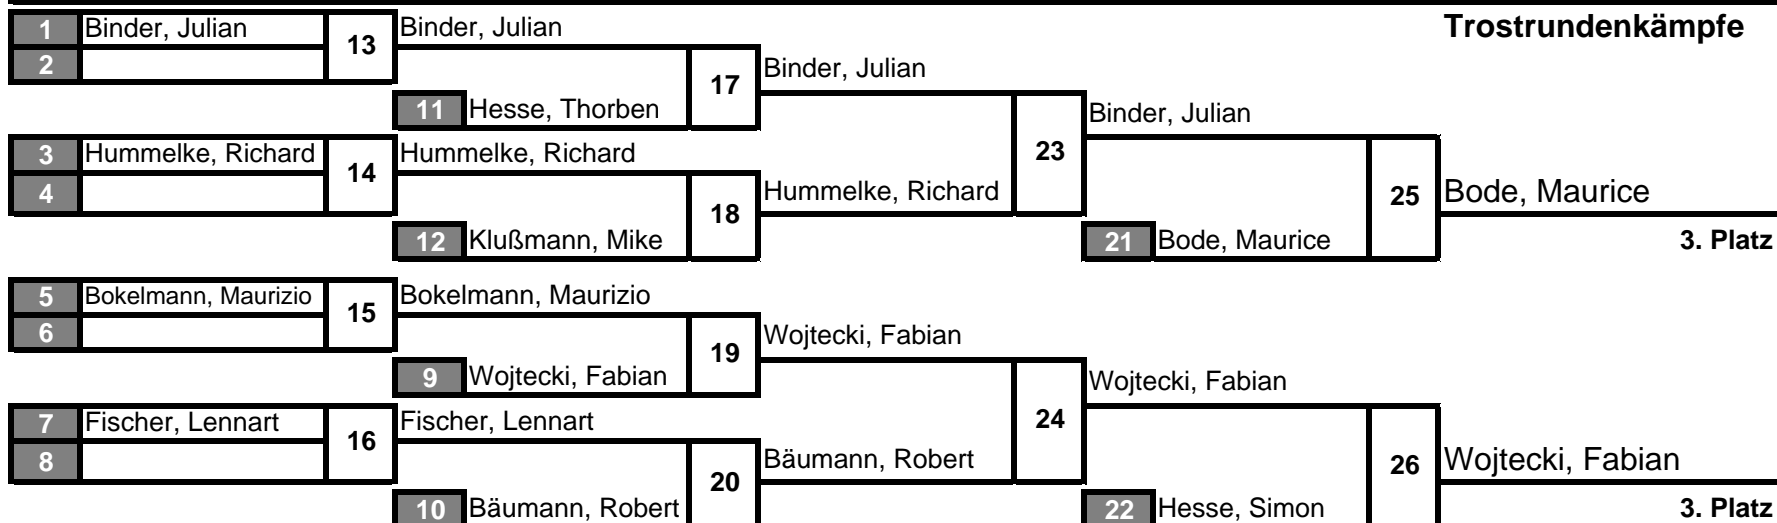 Trostrundenkämpfe
1 Binder, Julian 13 Binder, Julian
2
17 Binder, Julian
11 Hesse, Thorben
Binder, Julian
3 Hummelke, Richard 14 Hummelke, Richard
23
4
18 Hummelke, Richard
25 Bode, Maurice
12 Klußmann, Mike
21 Bode, Maurice
3. Platz
5 Bokelmann, Maurizio 15 Bokelmann, Maurizio
6
19 Wojtecki, Fabian
9 Wojtecki, Fabian
Wojtecki, Fabian
7 Fischer, Lennart 16 Fischer, Lennart
24
8
20 Bäumann, Robert
26 Wojtecki, Fabian
10 Bäumann, Robert
22 Hesse, Simon
3. Platz